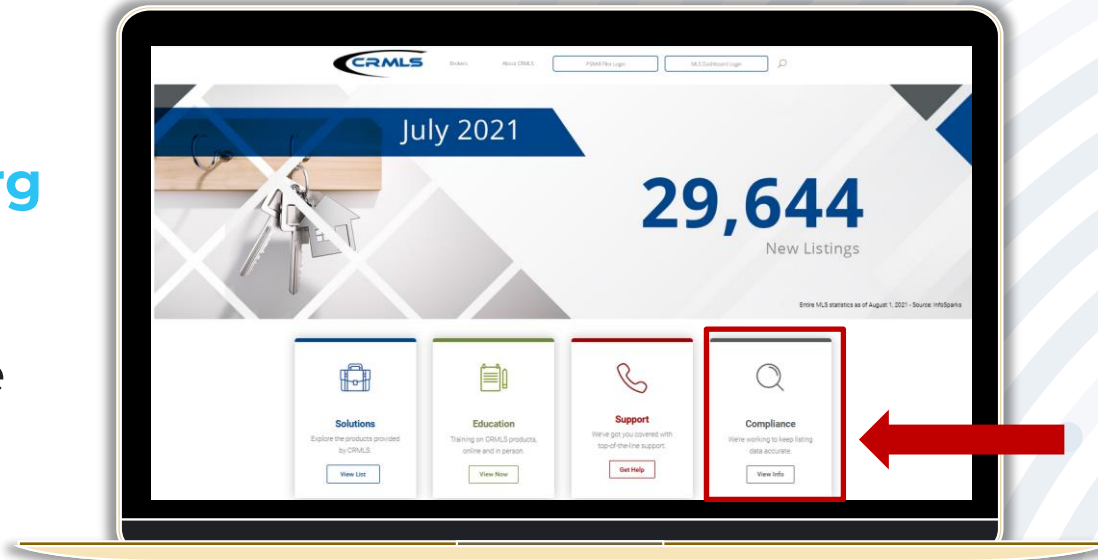 rg
e
CRMLS
Brokers
About CRMLS
MLS Dashboard Login
July 2021
29,644
New Listings
Entire MLS statistics as of August 1, 2021 - Source: InfoSparks
Solutions
Explore the products provided
by CRMLS.
View List
Education
Training on CRMLS products,
online and in person.
View Now
Support
We've got you covered with
top-of-the-line support.
Get Help
Compliance
We're working to keep listing
data accurate.
View Info